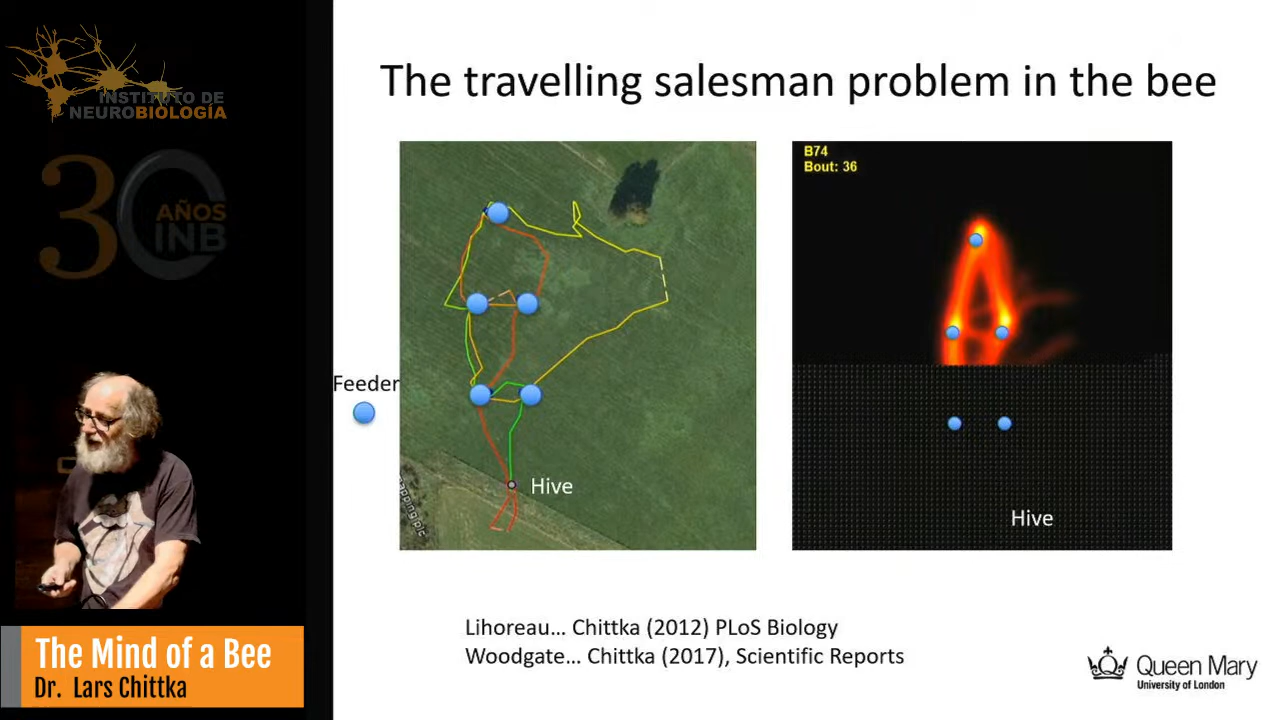 INSTITUTO DE
NEUROBIOLOGÍA
30 AÑOS
INB
The travelling salesman problem in the bee
B74
Bout: 36
Feeder
Hive
Hive
Lihoreau… Chittka (2012) PLoS Biology
Woodgate… Chittka (2017), Scientific Reports
The Mind of a Bee
Dr. Lars Chittka
Queen Mary
University of London